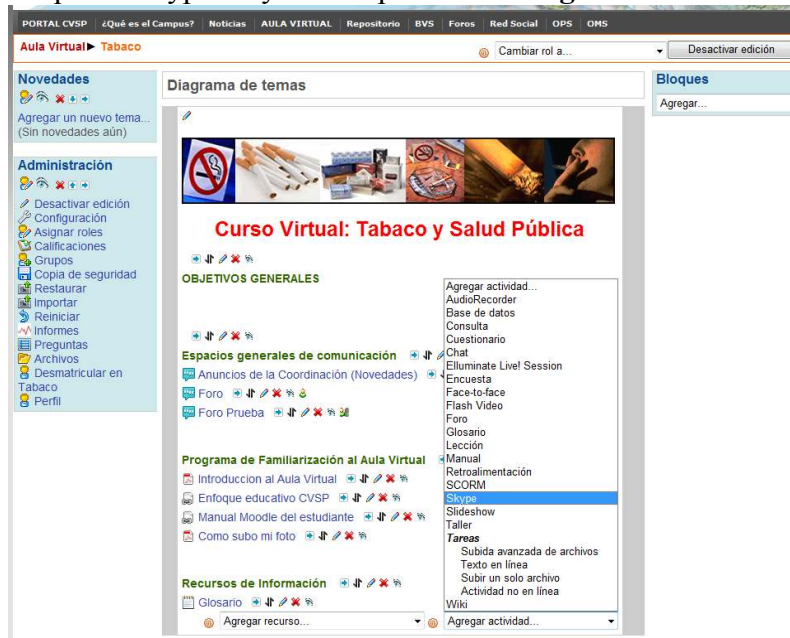 PORTAL CVSP ¿Qué es el Campus? Noticias AULA VIRTUAL Repositorio BVS Foros Red Social OPS OMS
Aula Virtual► Tabaco
Cambiar rol a...
Desactivar edición
Novedades
Agregar un nuevo tema...
(Sin novedades aún)
Administración
Desactivar edición
Configuración
Asignar roles
Calificaciones
Grupos
Copia de seguridad
Restaurar
Importar
Reiniciar
Informes
Preguntas
Archivos
Desmatricular en
Tabaco
Perfil
Diagrama de temas
Curso Virtual: Tabaco y Salud Pública
OBJETIVOS GENERALES
Espacios generales de comunicación
Anuncios de la Coordinación (Novedades)
Foro
Foro Prueba
Programa de Familiarización al Aula Virtual
Introduccion al Aula Virtual
Enfoque educativo CVSP
Manual Moodle del estudiante
Como subo mi foto
Recursos de Información
Glosario
Agregar recurso...
Agregar actividad...
AudioRecorder
Base de datos
Consulta
Cuestionario
Chat
Elluminate Live! Session
Encuesta
Face-to-face
Flash Video
Foro
Glosario
Lección
Manual
Retroalimentación
SCORM
Skype
Slideshow
Taller
Tareas
Subida avanzada de archivos
Texto en línea
Subir un solo archivo
Actividad no en línea
Wiki
Agregar actividad...
Bloques
Agregar...